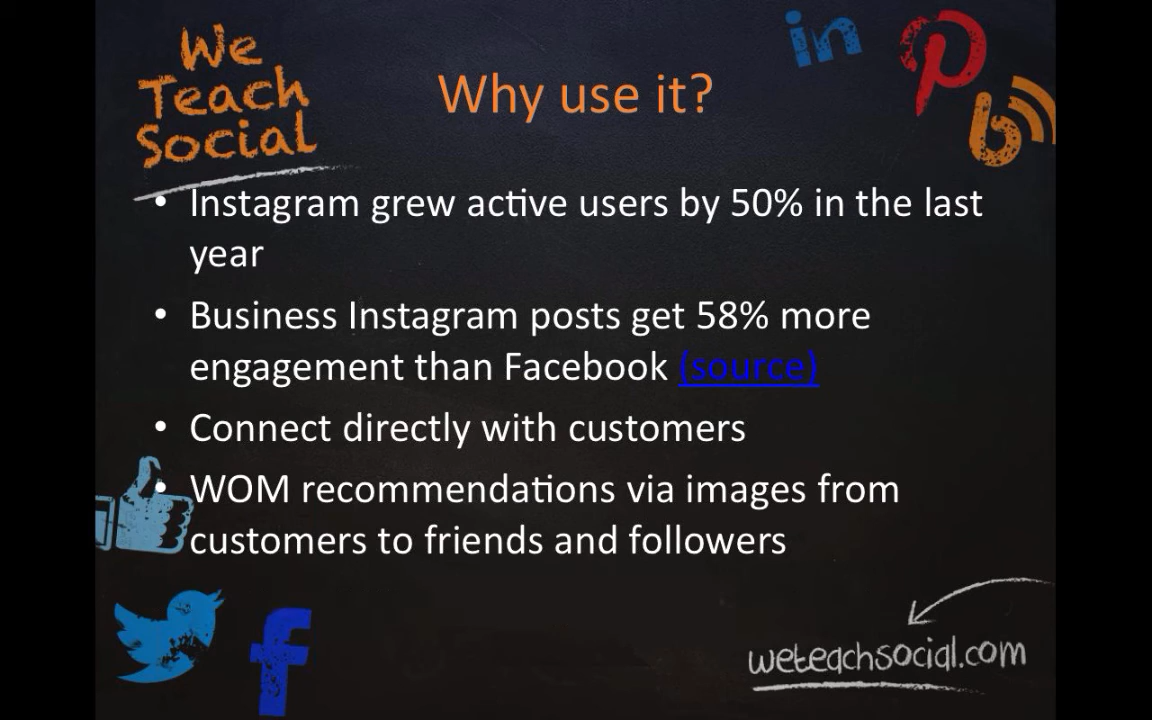 We
Teach
Social
in
Why use it?
• Instagram grew active users by 50% in the last
year
• Business Instagram posts get 58% more
engagement than Facebook (source)
• Connect directly with customers
• WOM recommendations via images from
customers to friends and followers
f
weteachsocial.com